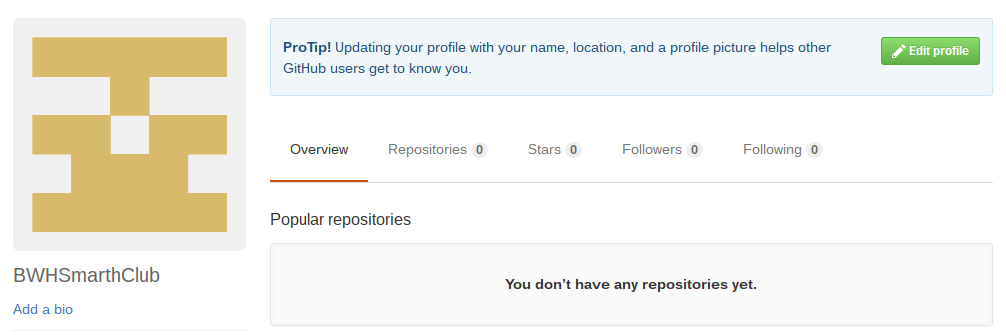 ProTip! Updating your profile with your name, location, and a profile picture helps other
GitHub users get to know you.
Edit profile
Overview Repositories 0 Stars 0 Followers 0 Following 0
Popular repositories
You don’t have any repositories yet.
BWHSmarthClub
Add a bio